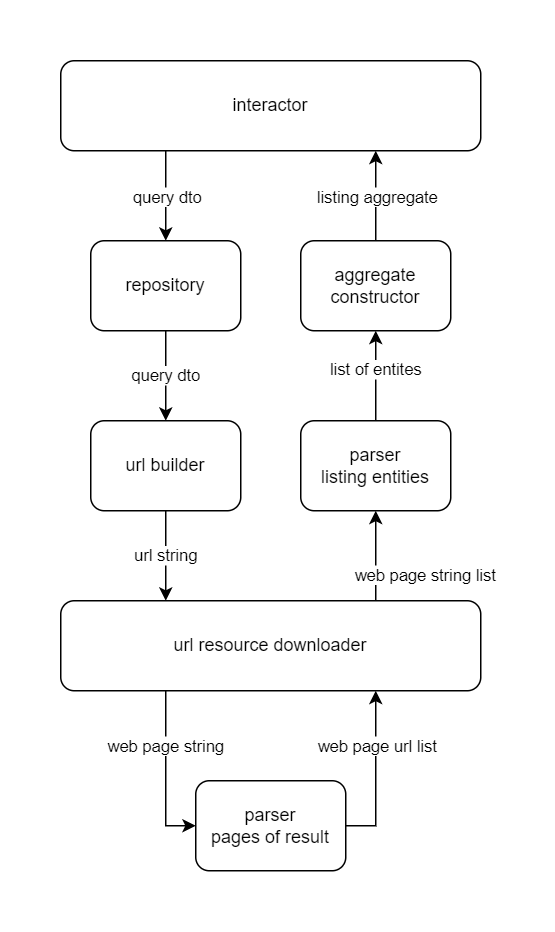 interactor
query dto
listing aggregate
repository
aggregate
constructor
query dto
list of entites
url builder
parser
listing entities
url string
web page string list
url resource downloader
web page string
web page url list
parser
pages of result